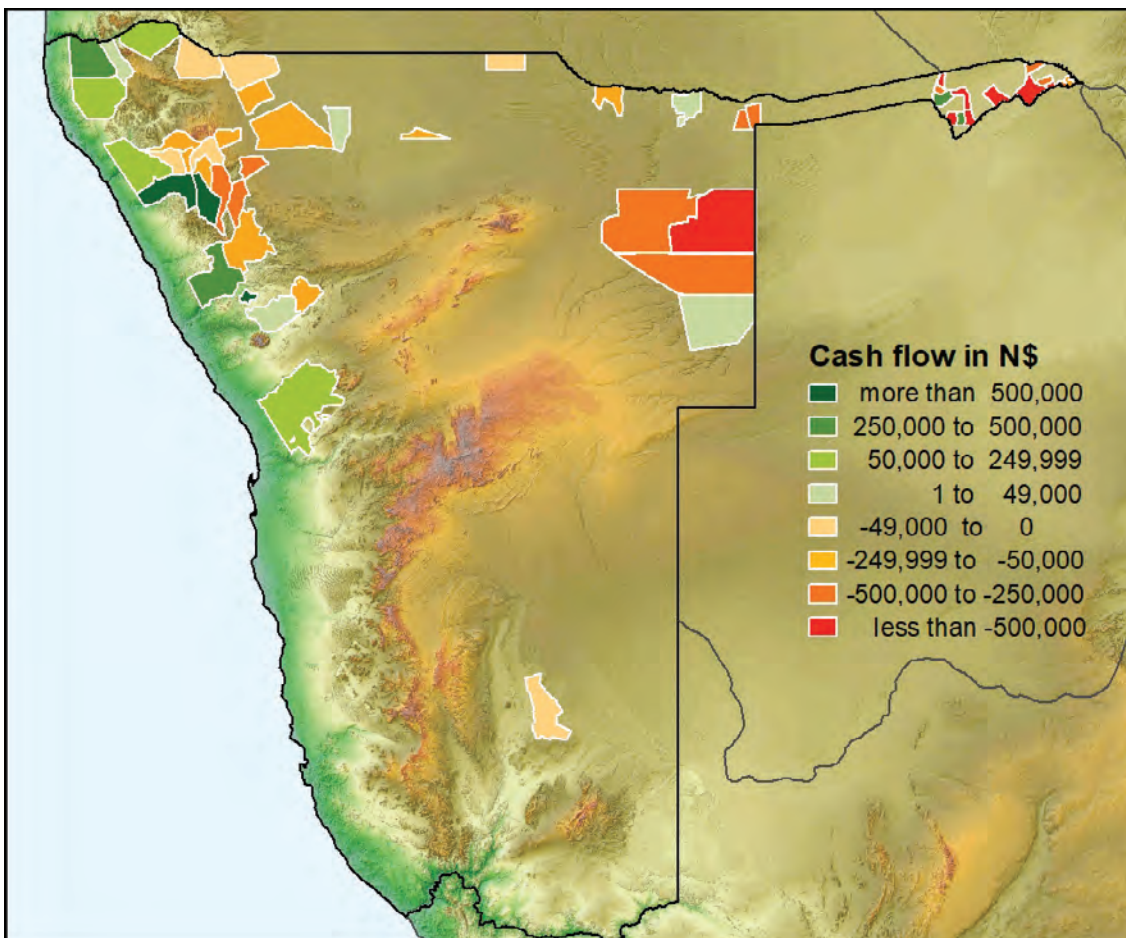 Cash flow in N$
more than 500,000
250,000 to 500,000
50,000 to 249,999
1 to 49,000
-49,000 to 0
-249,999 to -50,000
-500,000 to -250,000
less than -500,000